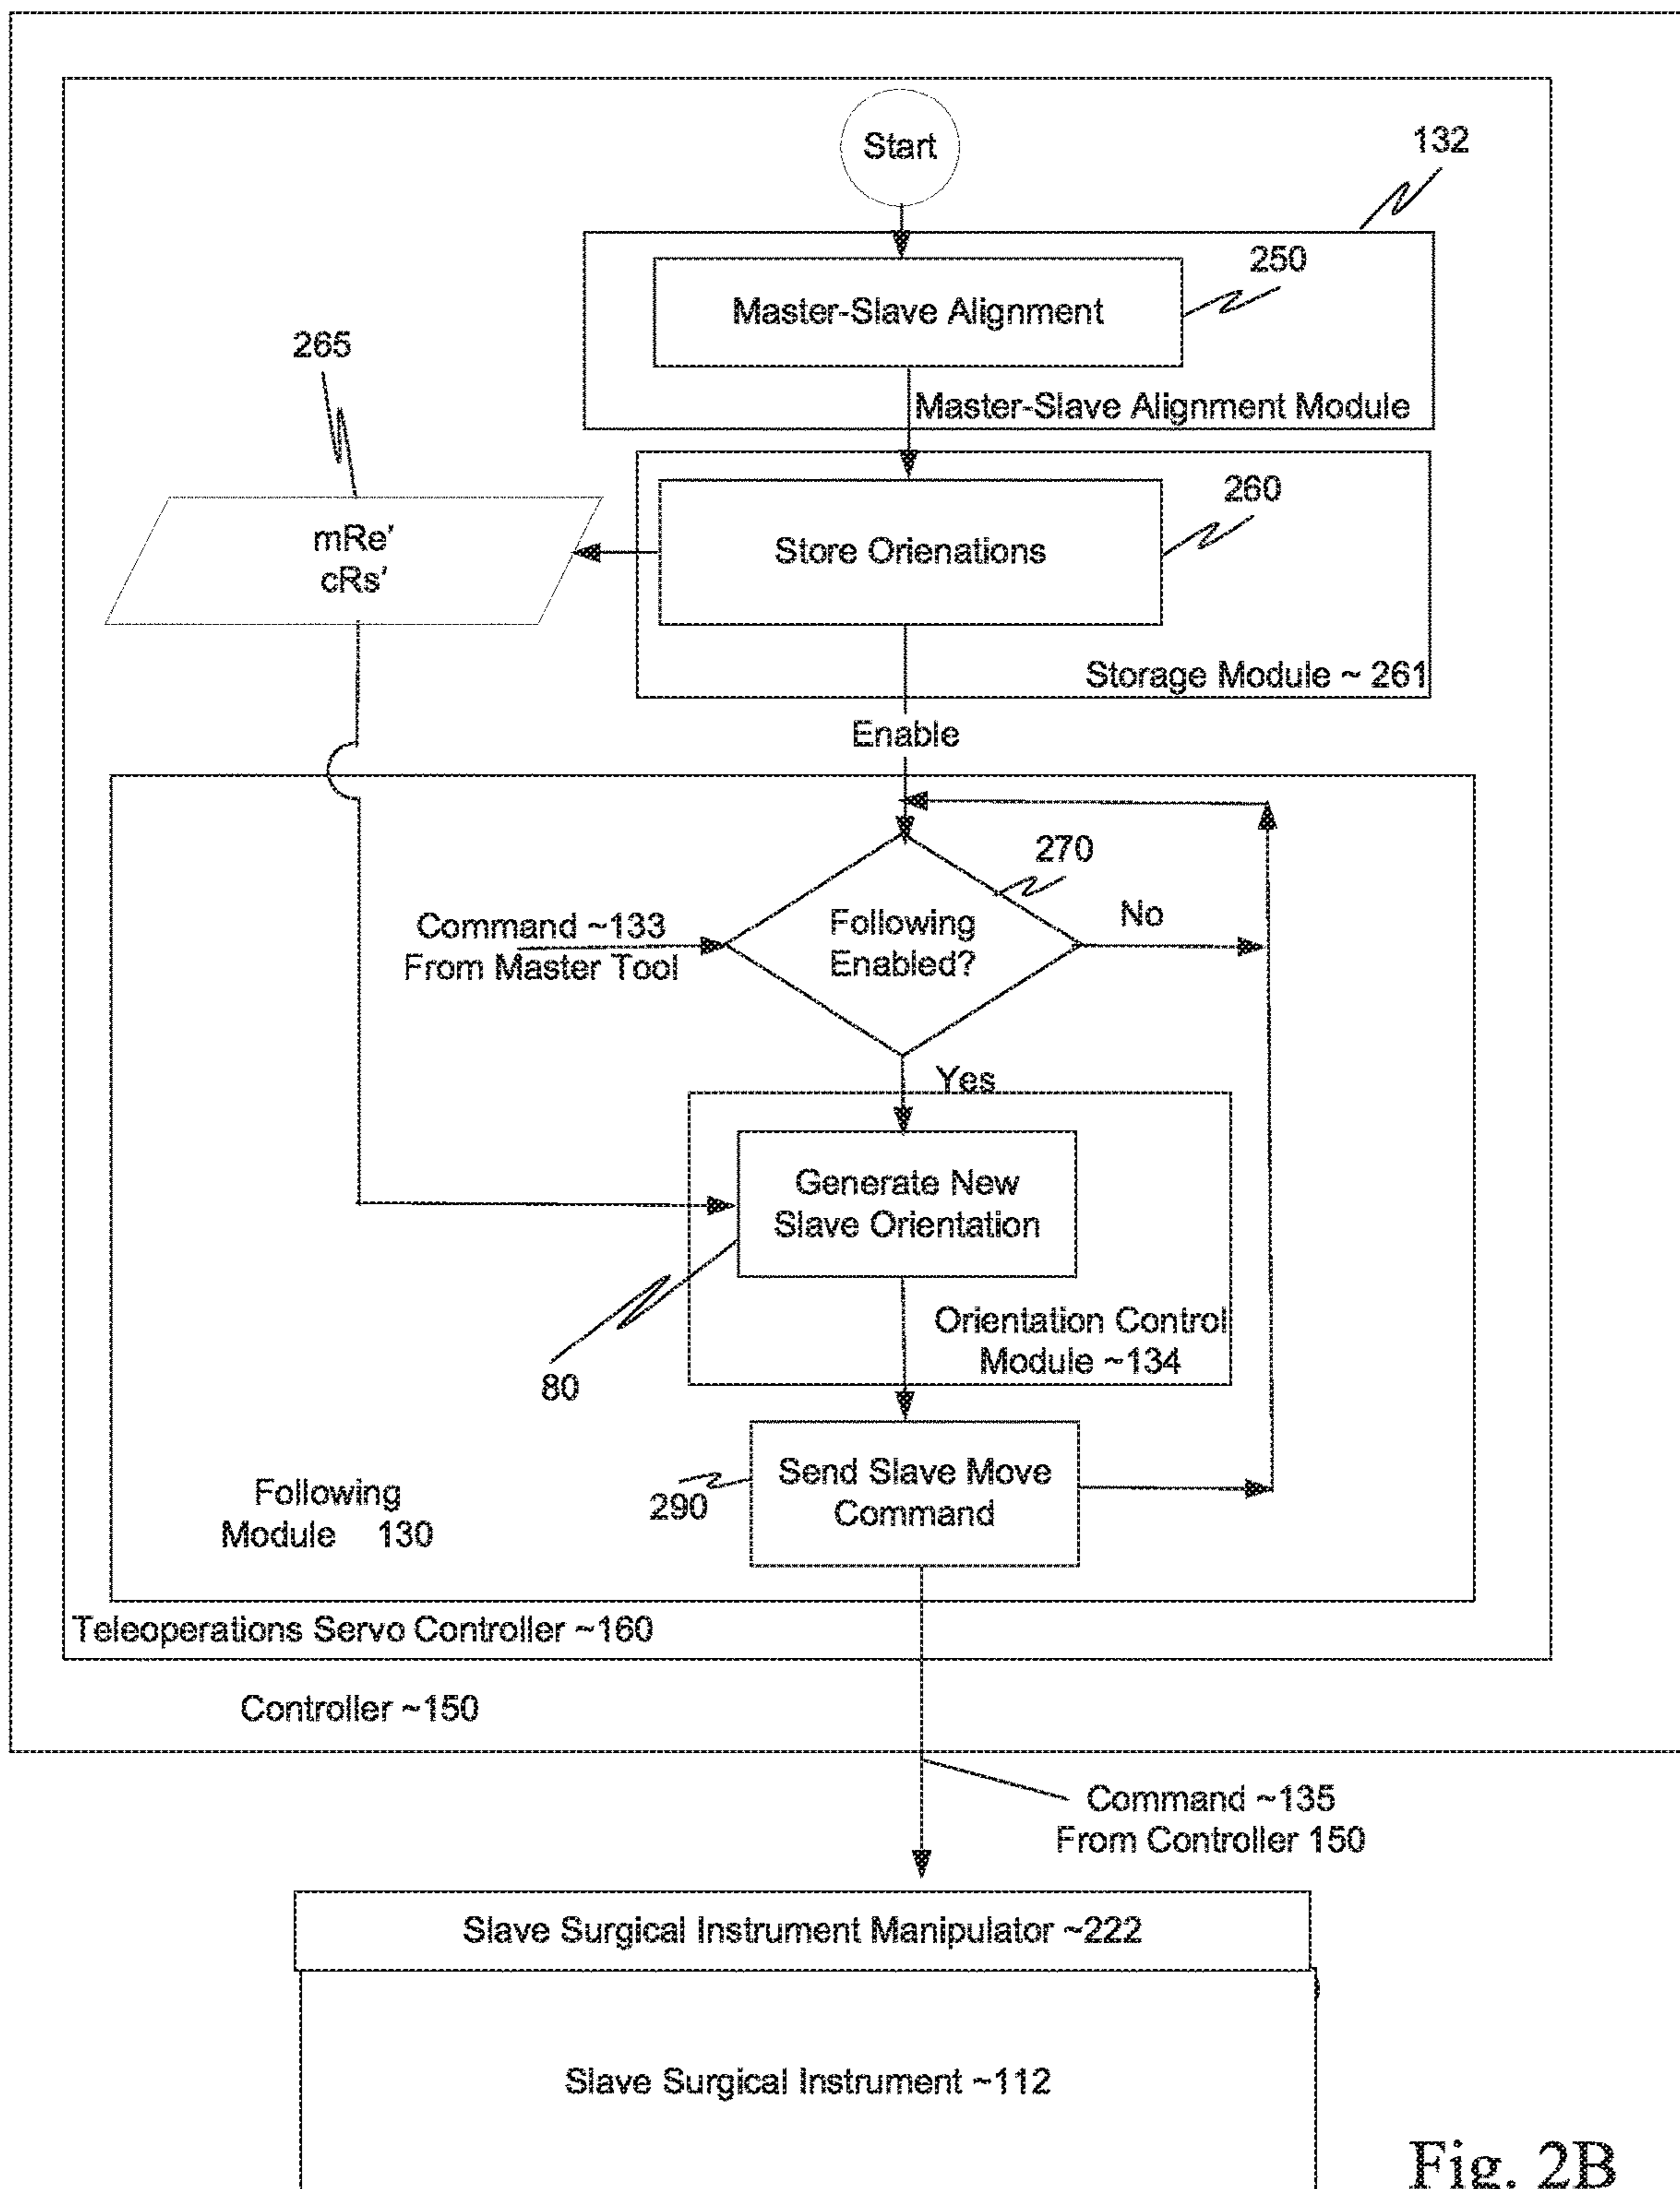 Start
132
250
Master-Slave Alignment
265
Master-Slave Alignment Module
260
mRe'
cRs'
Store Orienations
Storage Module ~ 261
Enable
270
Command ~133
From Master Tool
Following
Enabled?
No
Yes
Generate New
Slave Orientation
Orientation Control
Module ~134
80
Send Slave Move
Command
290
Following
Module 130
Teleoperations Servo Controller ~160
Controller ~150
Command ~135
From Controller 150
Slave Surgical Instrument Manipulator ~222
Slave Surgical Instrument ~112
Fig. 2B